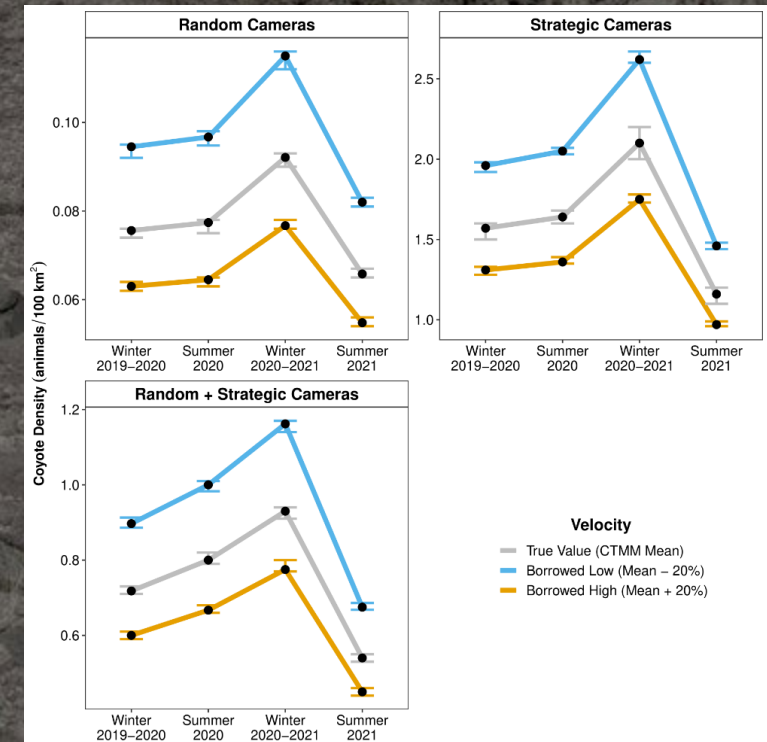 Random Cameras
Strategic Cameras
Coyote Density (animals/100 km²)
0.10
0.08
0.06
Winter
2019–2020
Summer
2020
Winter
2020–2021
Summer
2021
2.5
2.0
1.5
1.0
Winter
2019–2020
Summer
2020
Winter
2020–2021
Summer
2021
Random + Strategic Cameras
1.2
1.0
0.8
0.6
Winter
2019–2020
Summer
2020
Winter
2020–2021
Summer
2021
Velocity
True Value (CTMM Mean)
Borrowed Low (Mean − 20%)
Borrowed High (Mean + 20%)